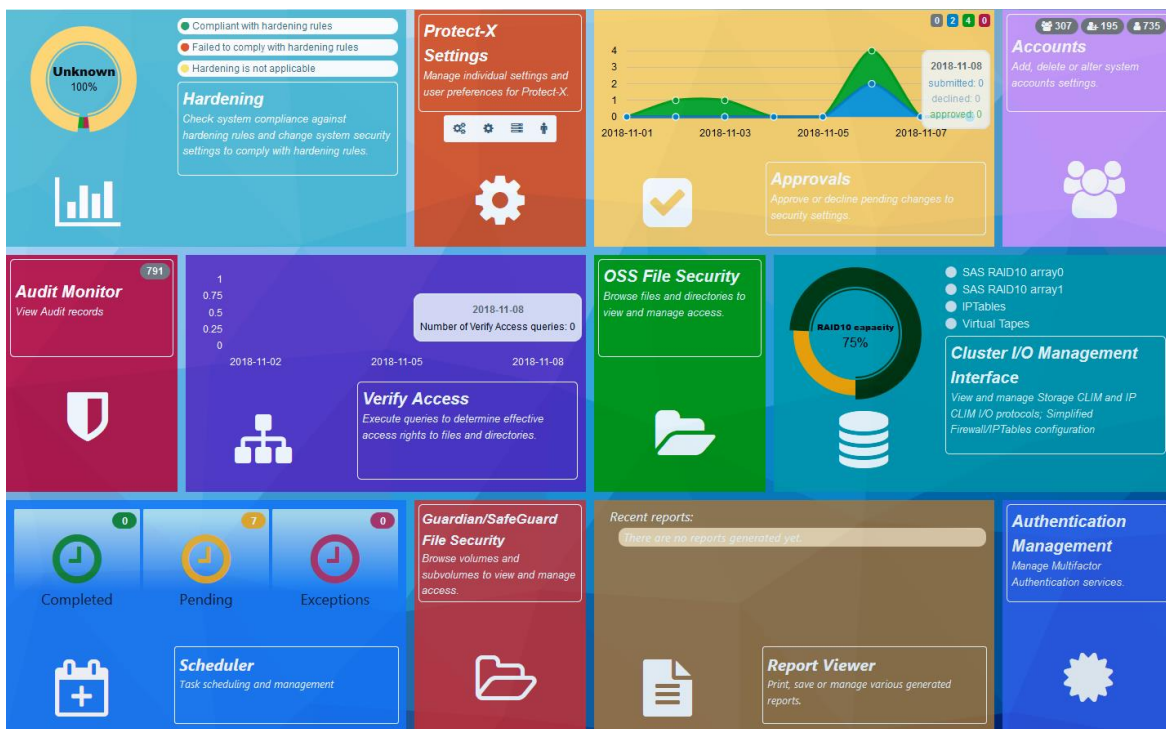 Unknown
100%
Compliant with hardening rules
Failed to comply with hardening rules
Hardening is not applicable
Hardening
Check system compliance against
hardening rules and change system security
settings to comply with hardening rules.
Protect-X
Settings
Manage individual settings and
user preferences for Protect-X.
0 2 4 0
4
3
2
1
0
2018-11-01 2018-11-03 2018-11-05 2018-11-07
2018-11-08
submitted: 0
declined: 0
approved: 0
Approvals
Approve or decline pending changes to
security settings.
307 195 735
Accounts
Add, delete or alter system
accounts settings.
791
Audit Monitor
View Audit records
1
0.75
0.5
0.25
0
2018-11-02 2018-11-05 2018-11-08
2018-11-08
Number of Verify Access queries: 0
Verify Access
Execute queries to determine effective
access rights to files and directories.
OSS File Security
Browse files and directories to
view and manage access.
RAID10 capacity
75%
SAS RAID10 array0
SAS RAID10 array1
IPTables
Virtual Tapes
Cluster I/O Management
Interface
View and manage Storage CLIM and IP
CLIM I/O protocols; Simplified
Firewall/IPTables configuration
0 7 0
Completed Pending Exceptions
Scheduler
Task scheduling and management
Guardian/SafeGuard
File Security
Browse volumes and
subvolumes to view and manage
access.
Recent reports:
There are no reports generated yet.
Report Viewer
Print, save or manage various generated
reports.
Authentication
Management
Manage Multifactor
Authentication services.